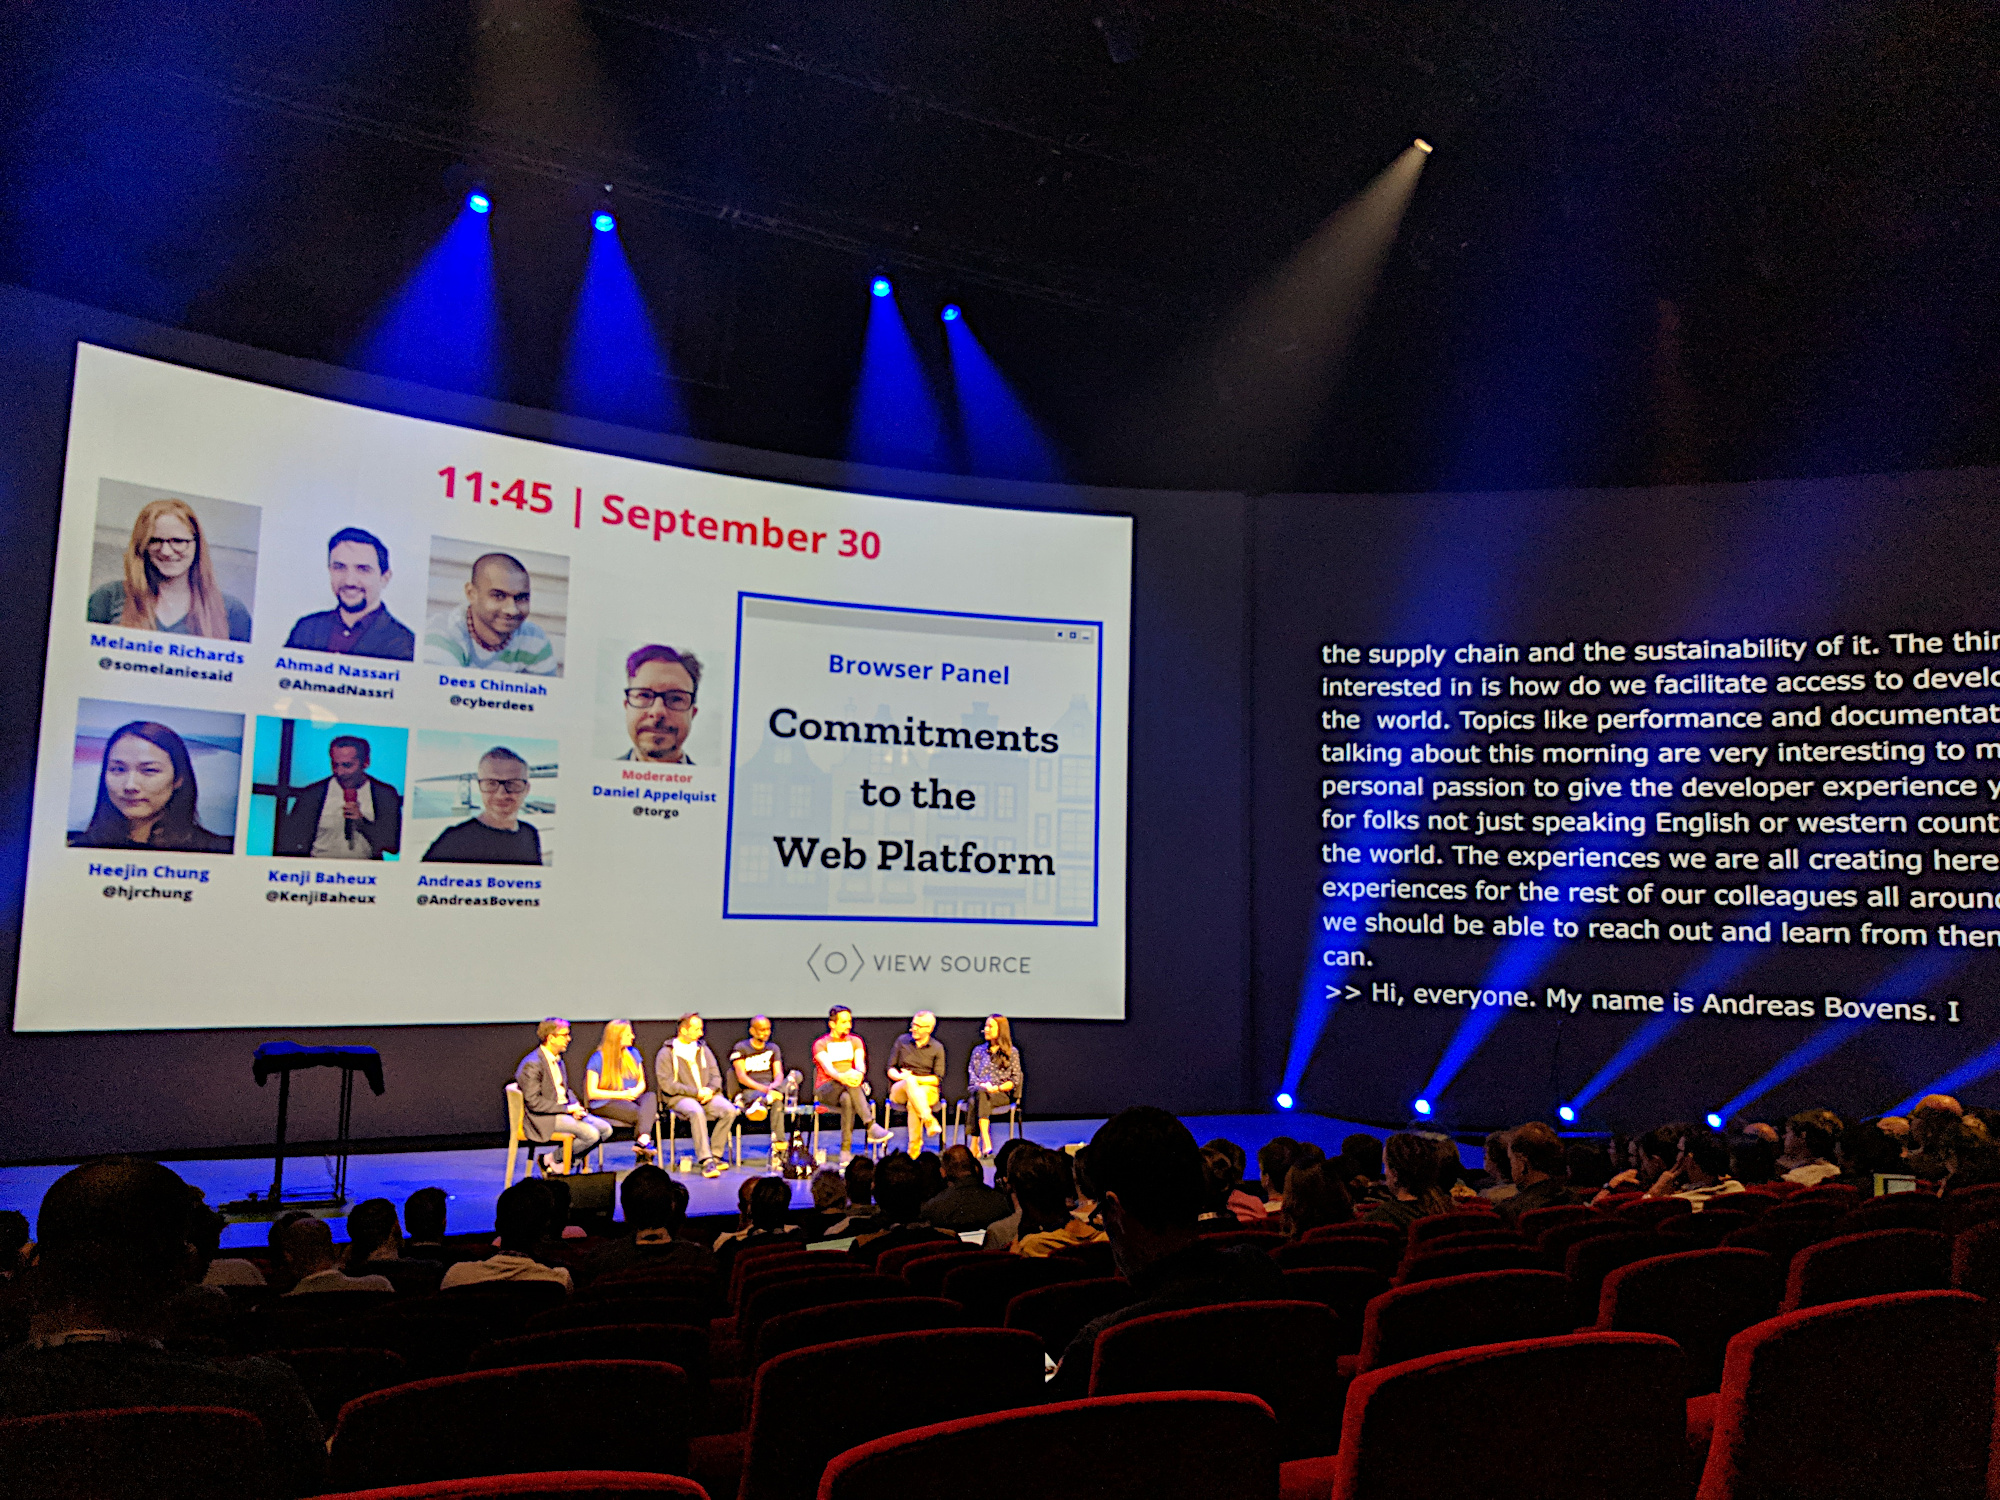 11:45 | September 30
Melanie Richards
@somelaniesaid
Ahmad Nassari
@AhmadNassri
Dees Chinniah
@cyberdees
Heejin Chung
@hjrchung
Kenji Baheux
@KenjiBaheux
Andreas Bovens
@AndreasBovens
Moderator
Daniel Appelquist
@torgo
Browser Panel
Commitments
to the
Web Platform
VIEW SOURCE
the supply chain and the sustainability of it. The thin
interested in is how do we facilitate access to develo
the world. Topics like performance and documentat
talking about this morning are very interesting to m
personal passion to give the developer experience y
for folks not just speaking English or western count
the world. The experiences we are all creating here
experiences for the rest of our colleagues all around
we should be able to reach out and learn from them
can.
>> Hi, everyone. My name is Andreas Bovens. I